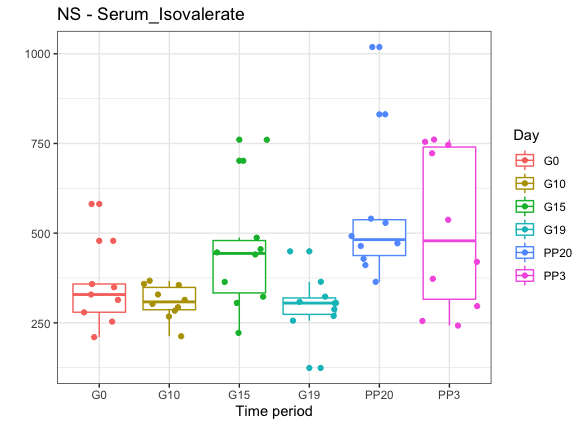 NS - Serum_Isovalerate
1000
750
500
250
G0 G10 G15 G19 PP20 PP3
Time period
Day
G0
G10
G15
G19
PP20
PP3